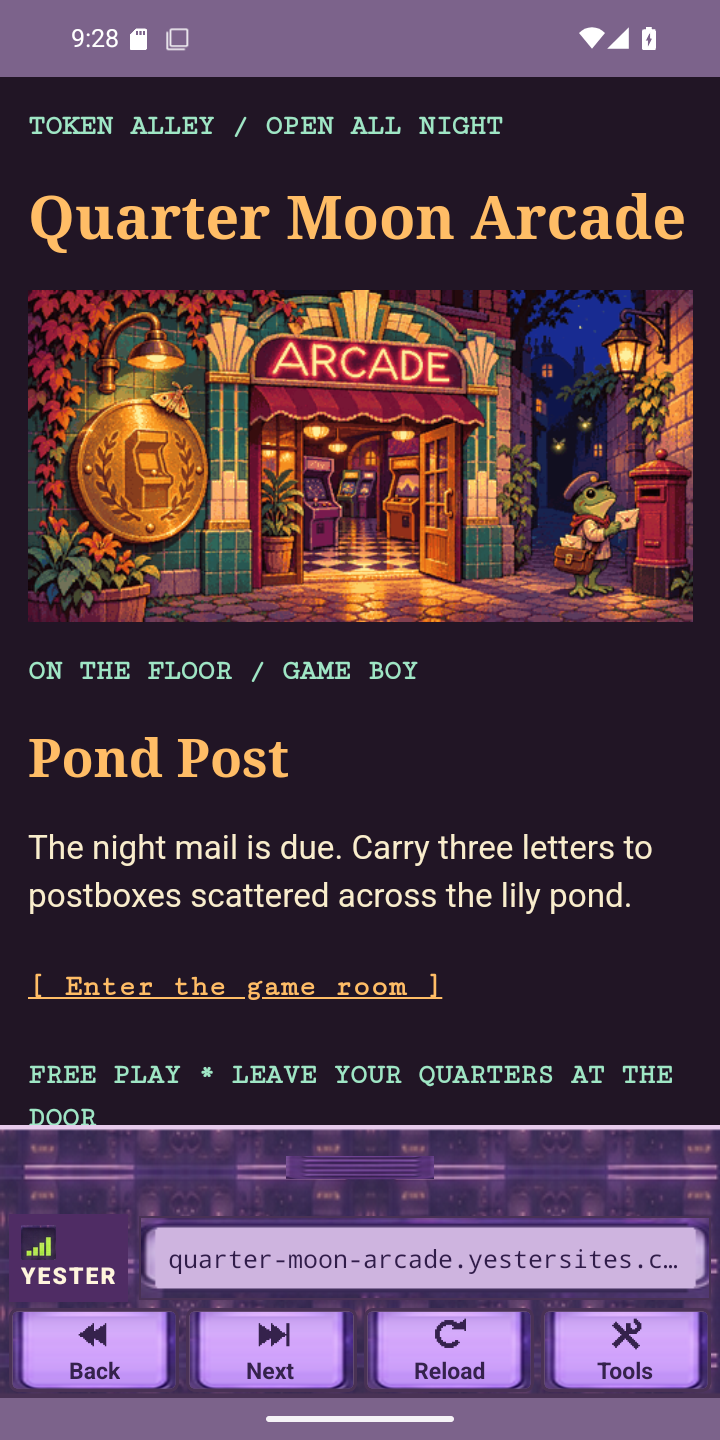 9:28
TOKEN ALLEY / OPEN ALL NIGHT
Quarter Moon Arcade
ARCADE
ON THE FLOOR / GAME BOY
Pond Post
The night mail is due. Carry three letters to
postboxes scattered across the lily pond.
[ Enter the game room ]
FREE PLAY * LEAVE YOUR QUARTERS AT THE
DOOR
YESTER
quarter-moon-arcade.yestersites.c…
Back
Next
Reload
Tools